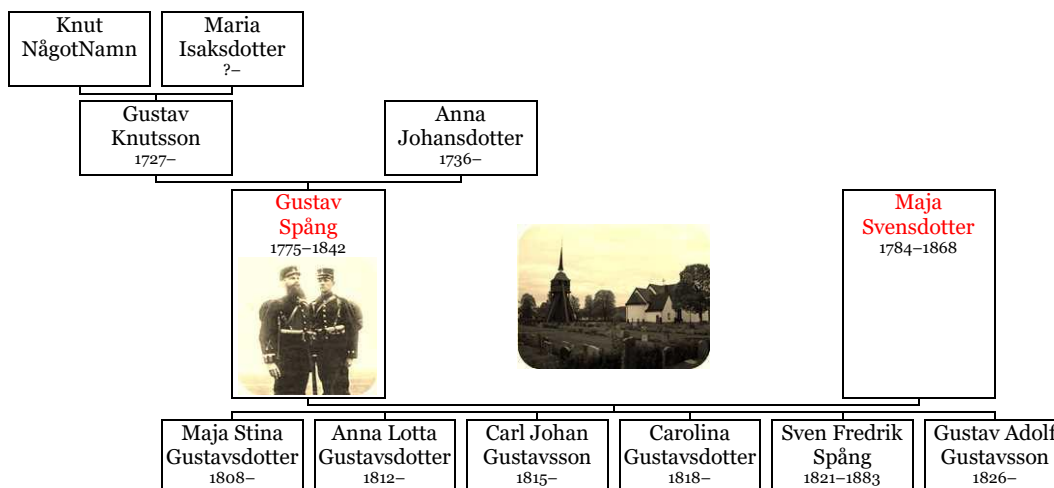 Knut
NågotNamn
Maria
Isaksdotter
?–
Gustav
Knutsson
1727–
Anna
Johansdotter
1736–
Gustav
Spång
1775–1842
Maja
Svensdotter
1784–1868
Maja Stina
Gustavsdotter
1808–
Anna Lotta
Gustavsdotter
1812–
Carl Johan
Gustavsson
1815–
Carolina
Gustavsdotter
1818–
Sven Fredrik
Spång
1821–1883
Gustav Adolf
Gustavsson
1826–